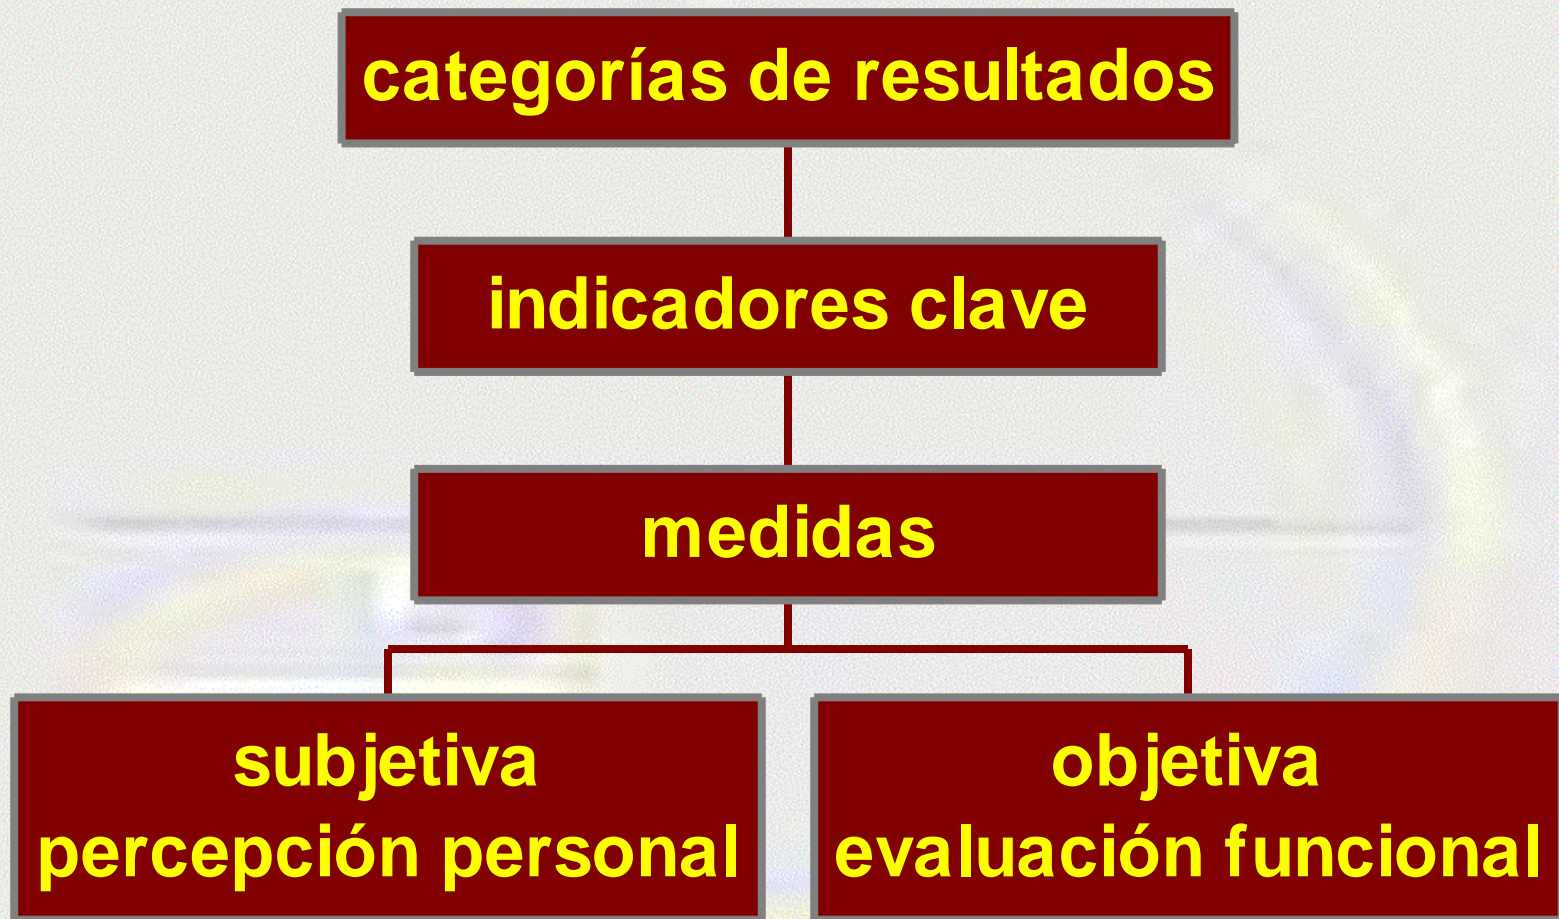 categorías de resultados
indicadores clave
medidas
subjetiva
percepción personal
objetiva
evaluación funcional